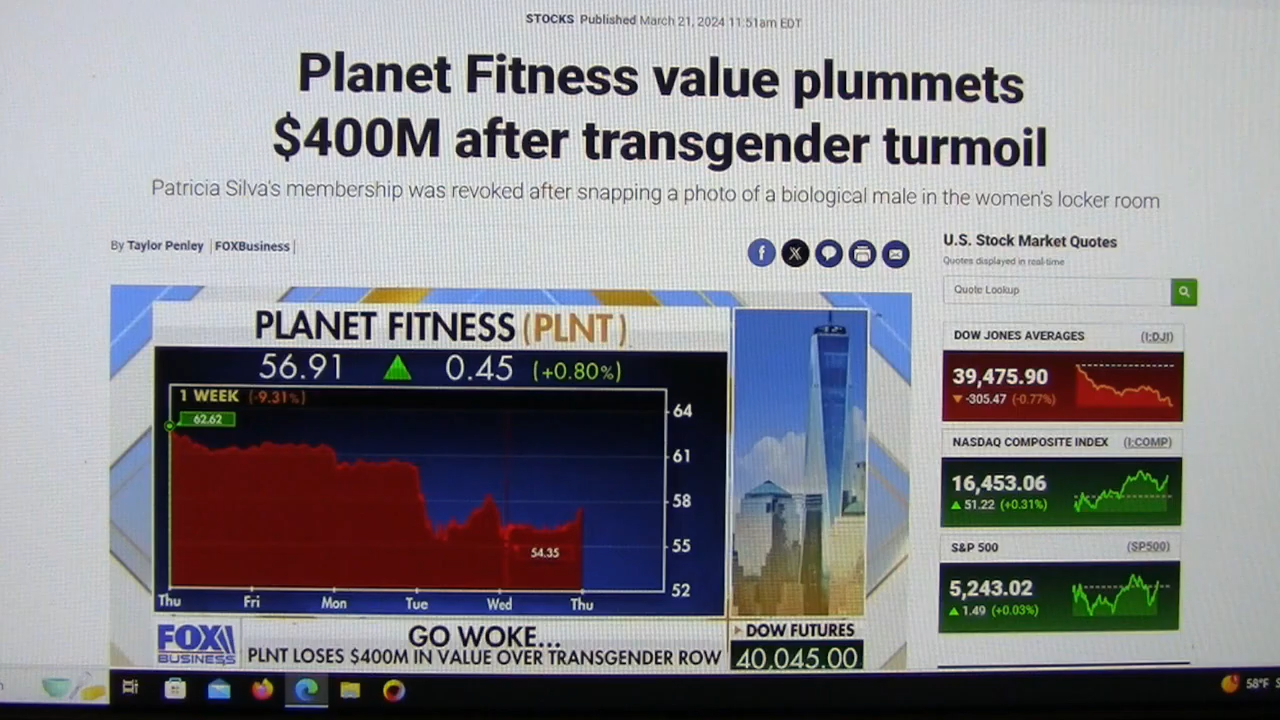 STOCKS Published March 21, 2024 11:51am EDT
Planet Fitness value plummets
$400M after transgender turmoil
Patricia Silva's membership was revoked after snapping a photo of a biological male in the women's locker room
By Taylor Penley | FOXBusiness |
f X
U.S. Stock Market Quotes
Quotes displayed in real-time
Quote Lookup
PLANET FITNESS (PLNT)
56.91 ▲ 0.45 (+0.80%)
1 WEEK (-9.31%)
62.62
64
61
58
55
52
54.35
Thu Fri Mon Tue Wed Thu
FOX
BUSINESS
GO WOKE...
PLNT LOSES $400M IN VALUE OVER TRANSGENDER ROW
DOW FUTURES
40,045.00
DOW JONES AVERAGES (I:DJI)
39,475.90
▼ -305.47 (-0.77%)
NASDAQ COMPOSITE INDEX (I:COMP)
16,453.06
▲ 51.22 (+0.31%)
S&P 500 (SP500)
5,243.02
▲ 1.49 (+0.03%)
58°F